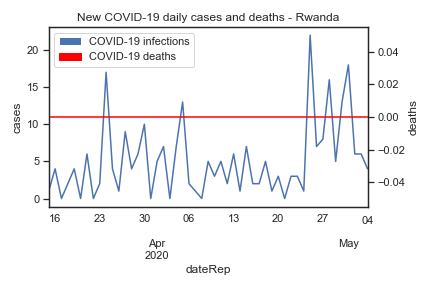 New COVID-19 daily cases and deaths - Rwanda
COVID-19 infections
COVID-19 deaths
cases
20
15
10
5
0
0.04
0.02
0.00
−0.02
−0.04
deaths
16 23 30 06 13 20 27 04
Apr May
2020
dateRep